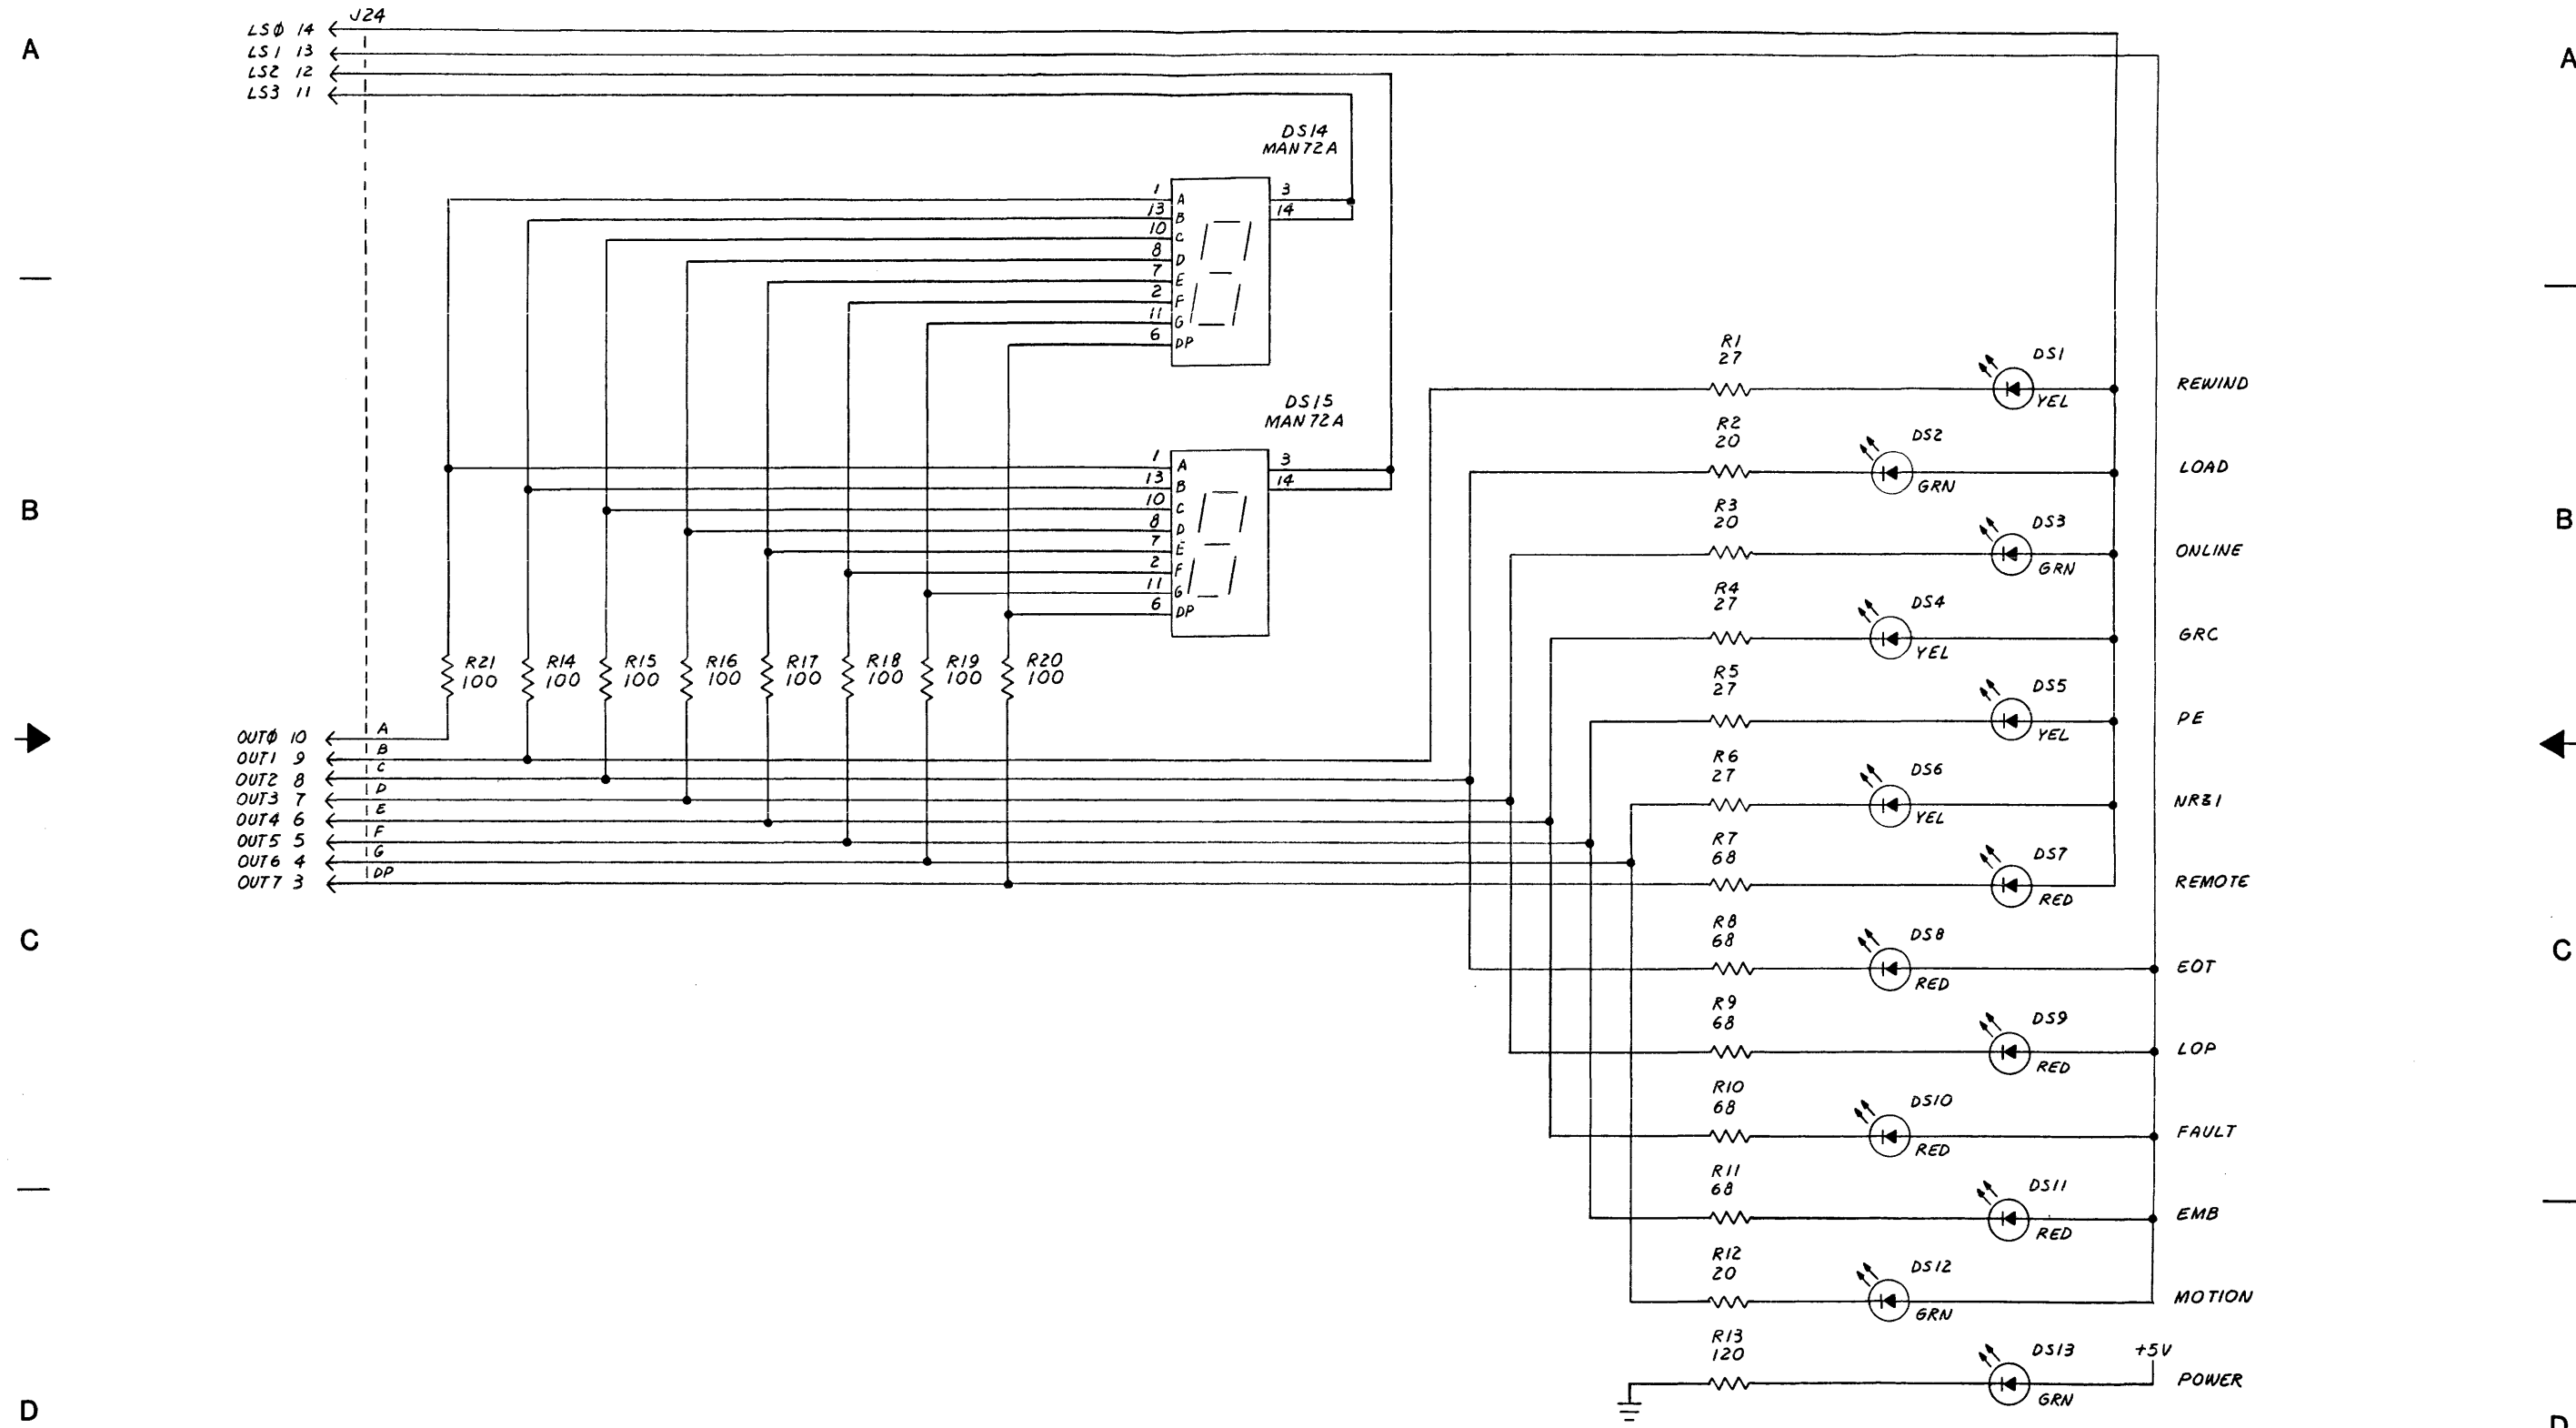 J24
LSØ 14
LS1 13
LS2 12
LS3 11
A
A
DS14
MAN72A
1 A
13 B
10 C
8 D
7 E
2 F
11 G
6 DP
3
14
DS15
MAN72A
1 A
13 B
10 C
8 D
7 E
2 F
11 G
6 DP
3
14
B
B
R21
100
R14
100
R15
100
R16
100
R17
100
R18
100
R19
100
R20
100
OUTØ 10 A
OUT1 9 B
OUT2 8 C
OUT3 7 D
OUT4 6 E
OUT5 5 F
OUT6 4 G
OUT7 3 DP
R1
27
DS1
YEL
REWIND
R2
20
DS2
GRN
LOAD
R3
20
DS3
GRN
ONLINE
R4
27
DS4
YEL
GRC
R5
27
DS5
YEL
PE
R6
27
DS6
YEL
NRZI
R7
68
DS7
RED
REMOTE
C
C
R8
68
DS8
RED
EOT
R9
68
DS9
RED
LOP
R10
68
DS10
RED
FAULT
R11
68
DS11
RED
EMB
R12
20
DS12
GRN
MOTION
R13
120
DS13
GRN
+5V
POWER
D
D